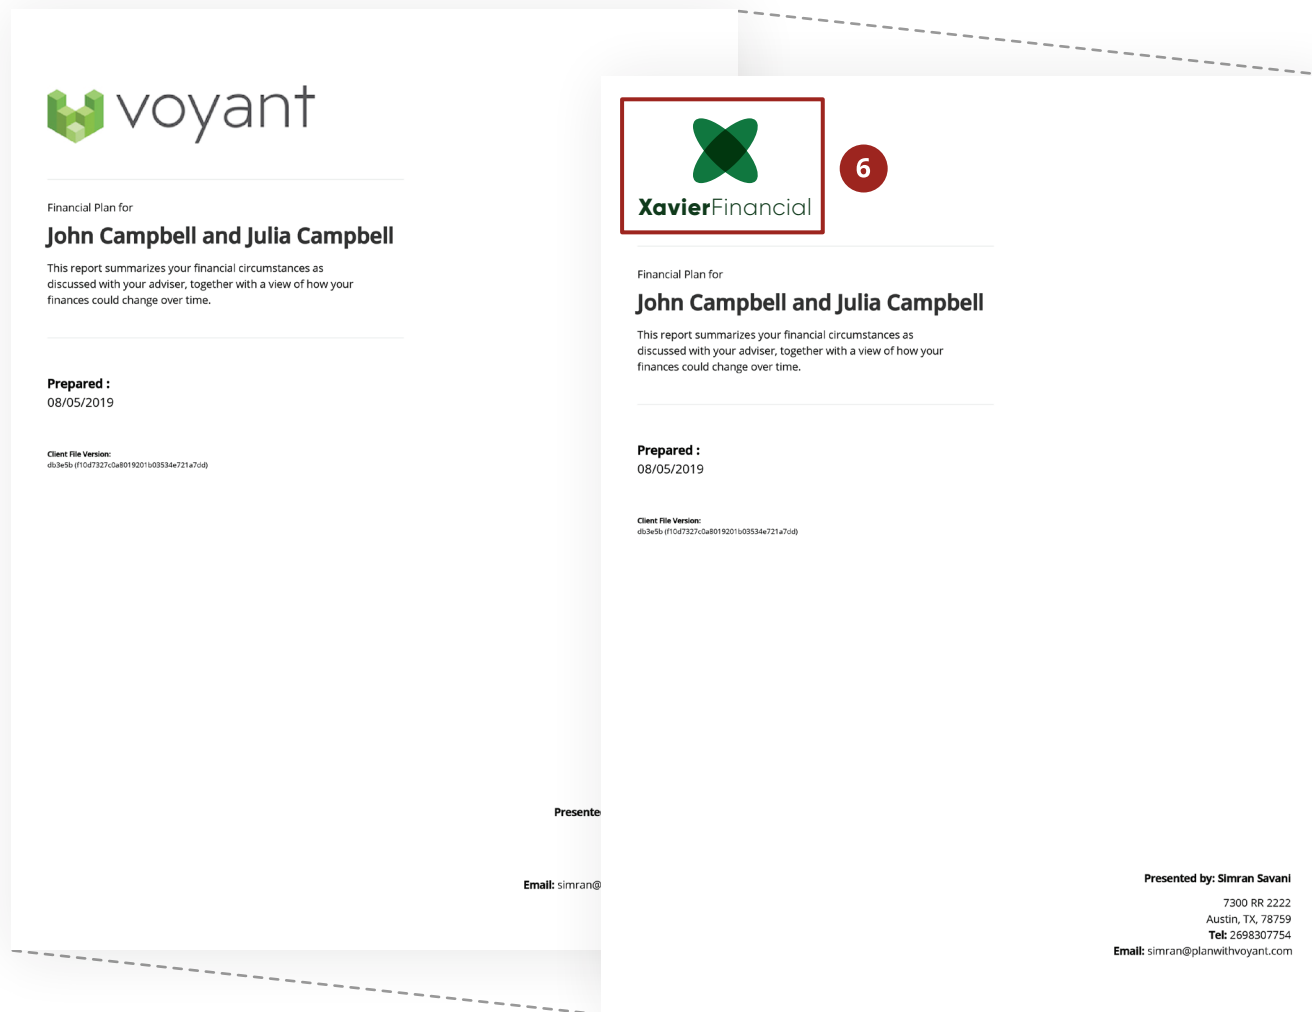 voyant
Financial Plan for
John Campbell and Julia Campbell
This report summarizes your financial circumstances as
discussed with your adviser, together with a view of how your
finances could change over time.
Prepared :
08/05/2019
Client File Version:
db3e5b (f10d7327c0a8019201b03534e721a7dd)
Presente
Email: simran@
XavierFinancial
6
Financial Plan for
John Campbell and Julia Campbell
This report summarizes your financial circumstances as
discussed with your adviser, together with a view of how your
finances could change over time.
Prepared :
08/05/2019
Client File Version:
db3e5b (f10d7327c0a8019201b03534e721a7dd)
Presented by: Simran Savani
7300 RR 2222
Austin, TX, 78759
Tel: 2698307754
Email: simran@planwithvoyant.com